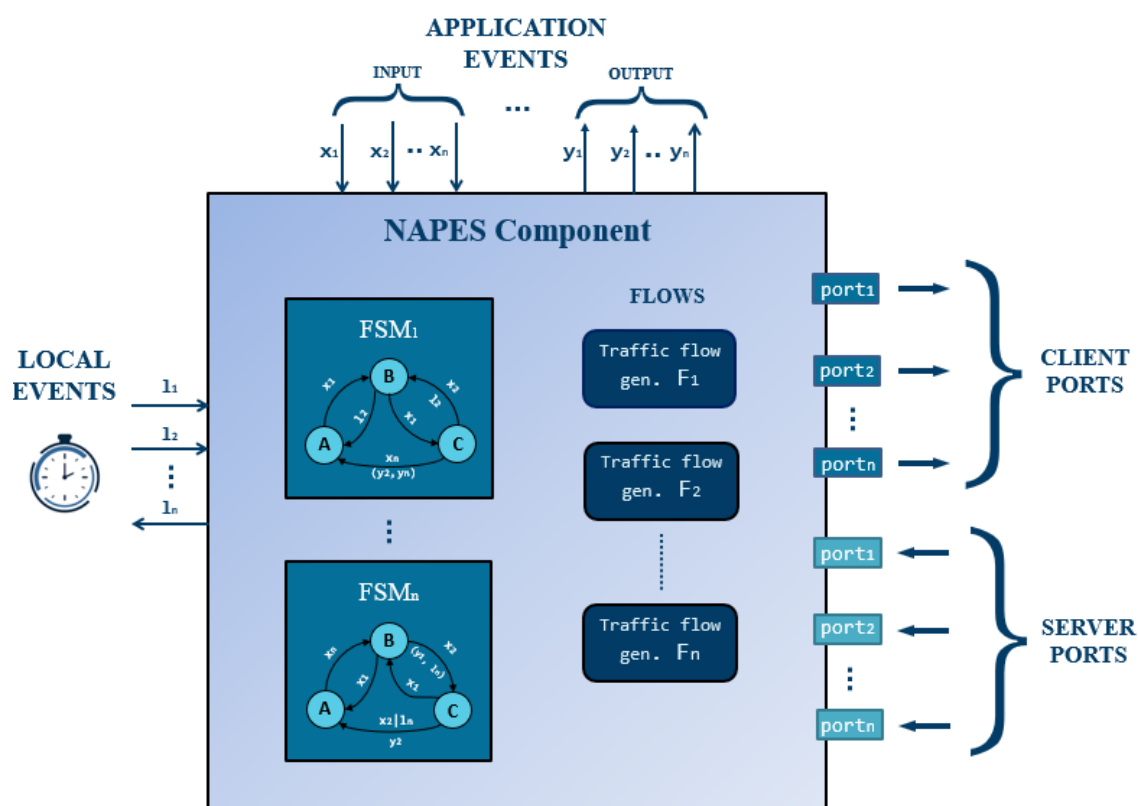 APPLICATION
EVENTS
INPUT
OUTPUT
...
x₁
x₂
..
xₙ
y₁
y₂
..
yₙ
NAPES Component
LOCAL
EVENTS
l₁
l₂
lₙ
FSM₁
B
A
C
x₁
l₂
x₁
l₂
x₂
xₙ
(y₂,yₙ)
FSMₙ
B
A
C
xₙ
x₁
x₁
(y₁, lₙ)
x₂
x₂|lₙ
y₂
FLOWS
Traffic flow
gen. F₁
Traffic flow
gen. F₂
Traffic flow
gen. Fₙ
port₁
port₂
portₙ
CLIENT
PORTS
port₁
port₂
portₙ
SERVER
PORTS